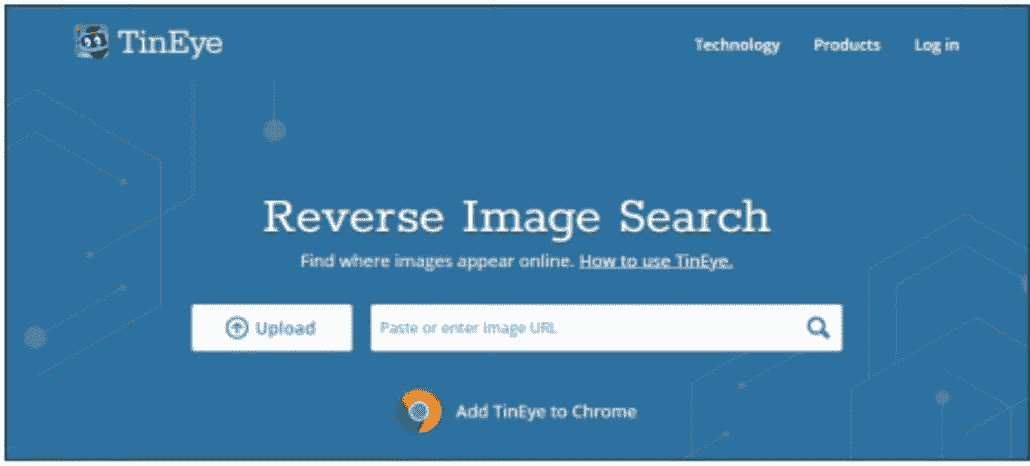 TinEye
Technology Products Log in
Reverse Image Search
Find where images appear online. How to use TinEye.
Upload
Paste or enter image URL
Add TinEye to Chrome